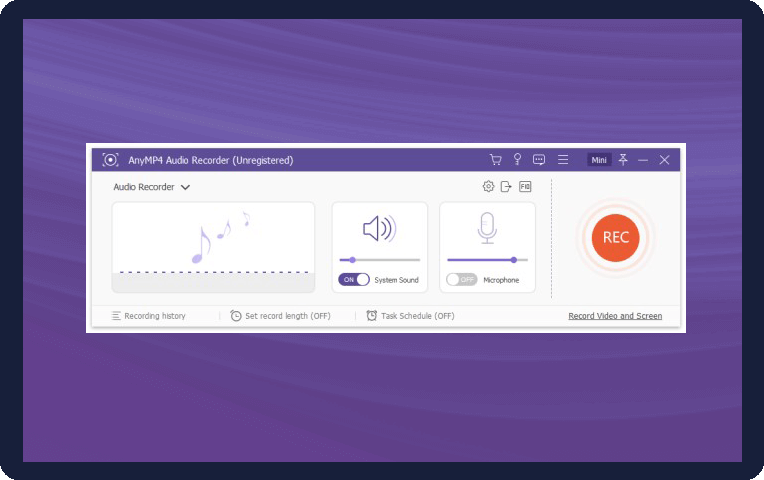 AnyMP4 Audio Recorder (Unregistered)
Mini
Audio Recorder
REC
ON
System Sound
OFF
Microphone
Recording history
Set record length (OFF)
Task Schedule (OFF)
Record Video and Screen